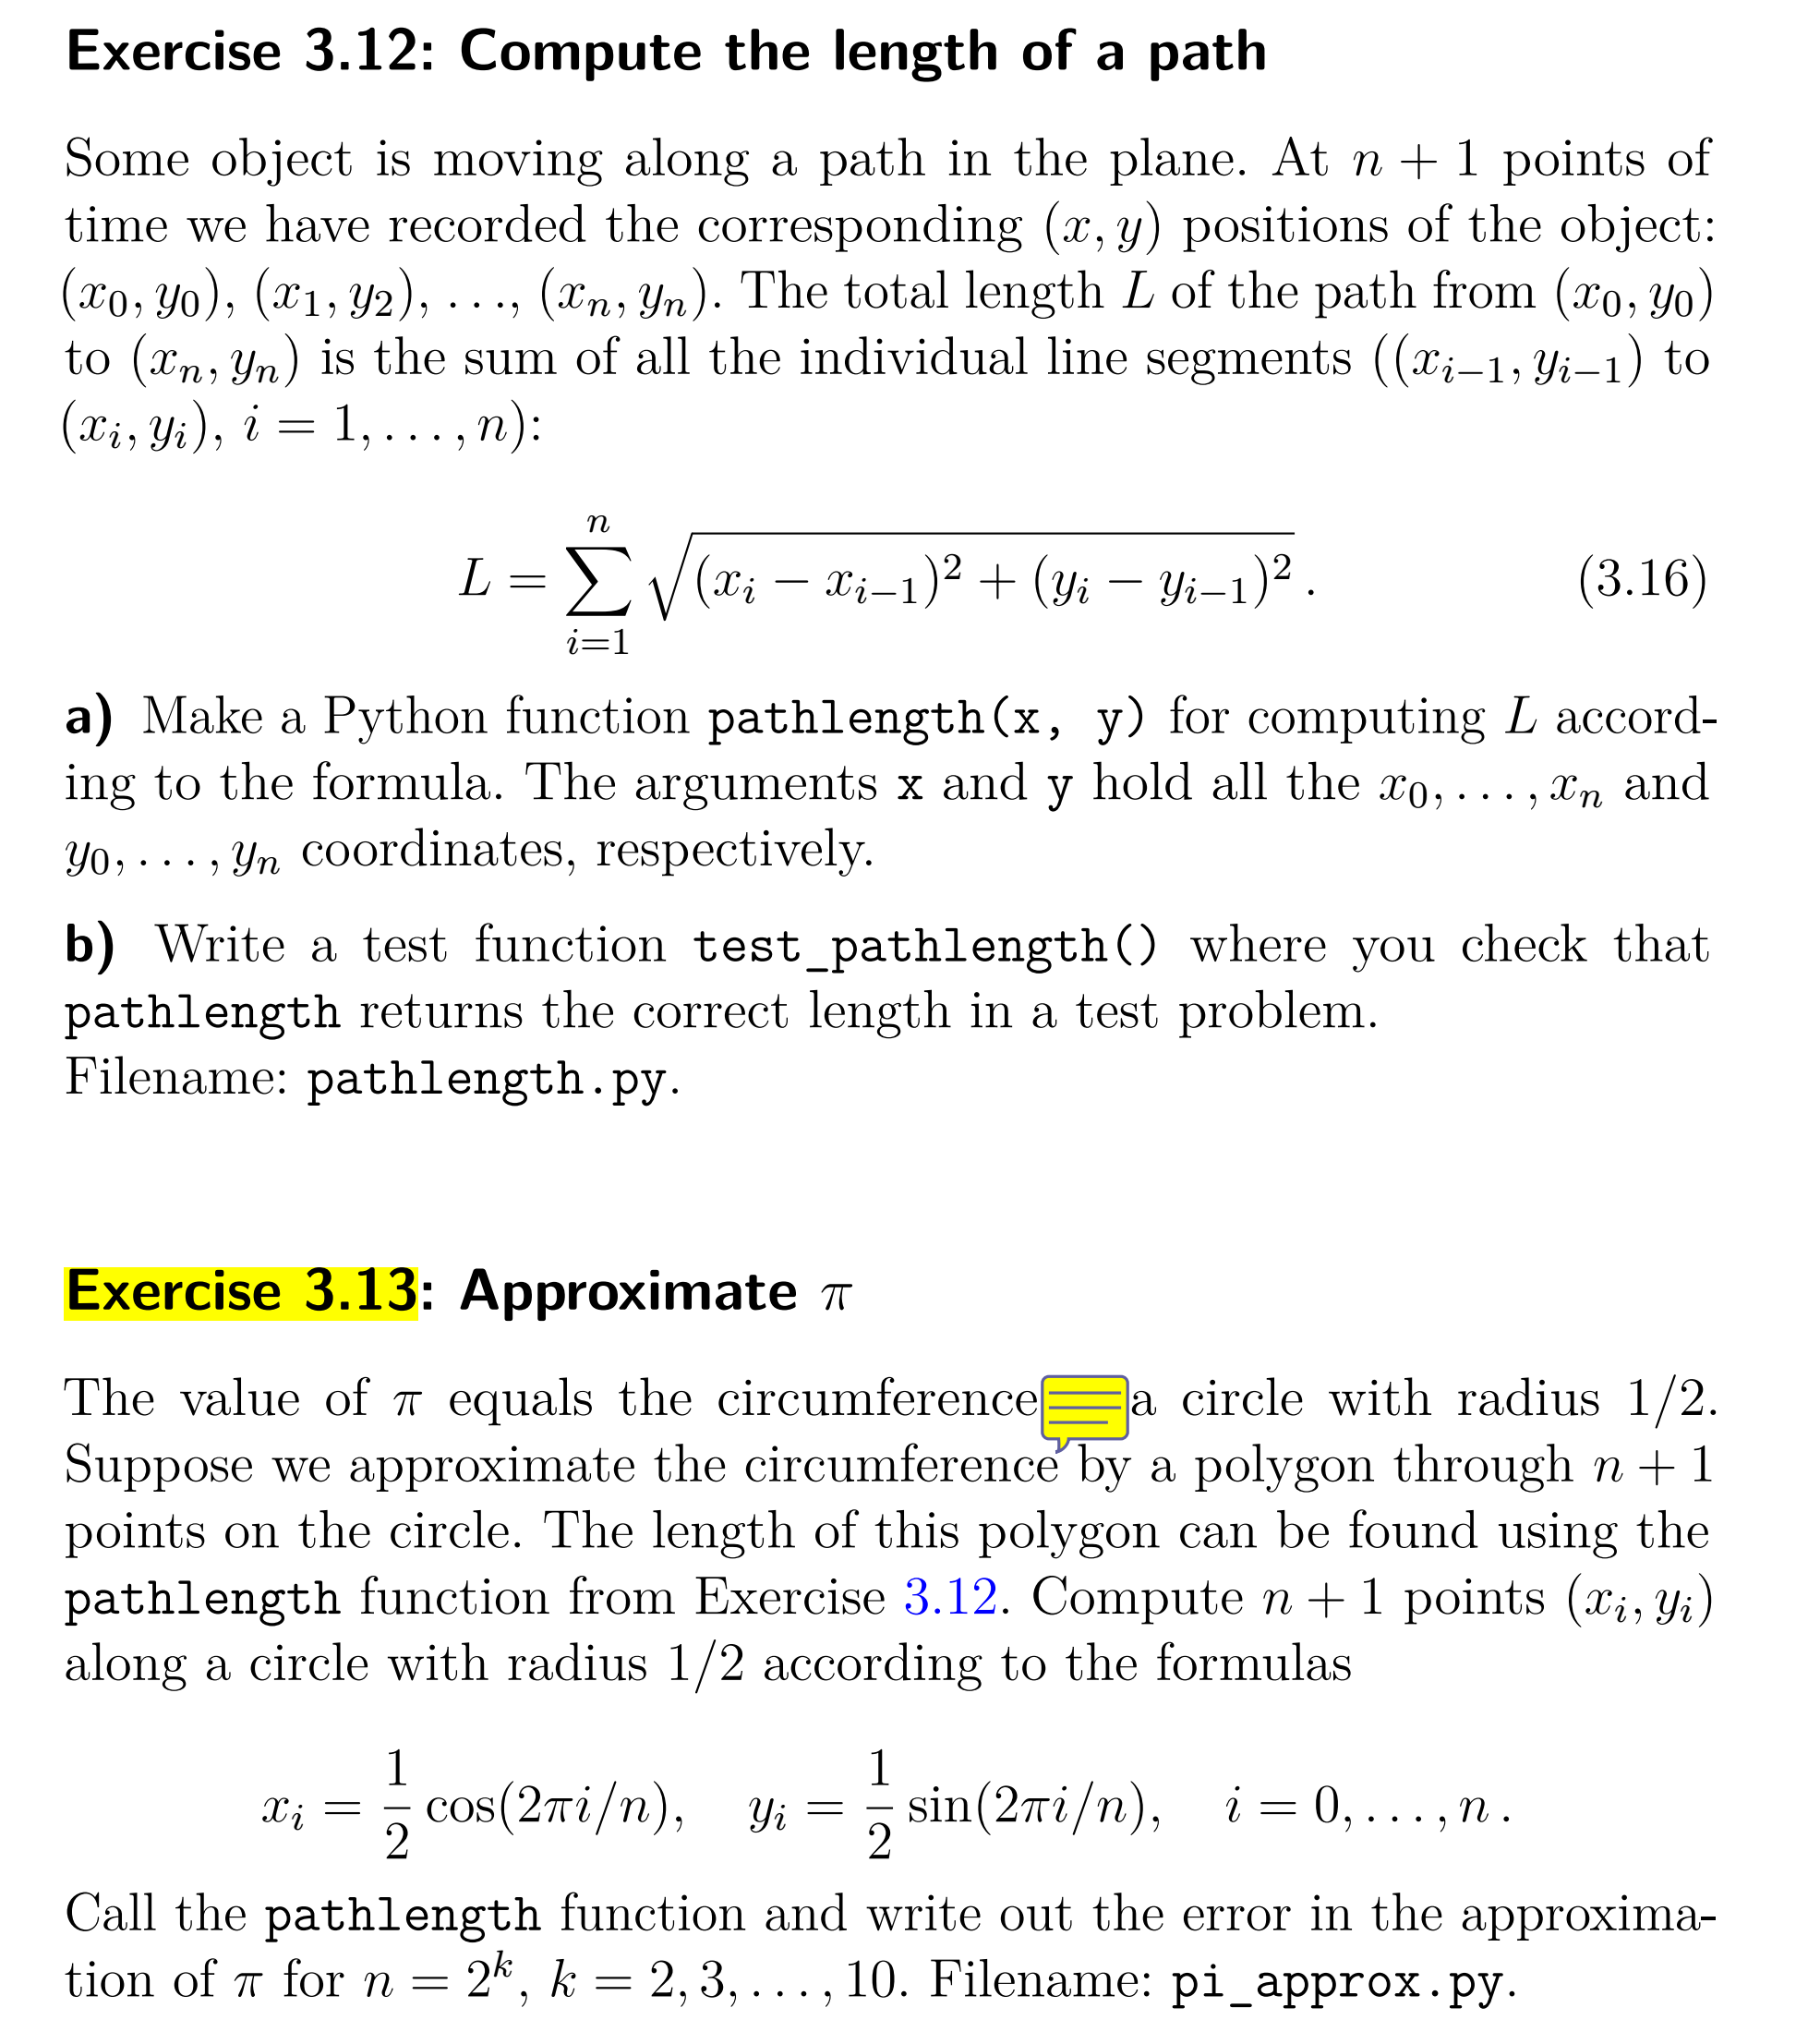 Exercise 3.12: Compute the length of a path
Some object is moving along a path in the plane. At n + 1 points of
time we have recorded the corresponding (x, y) positions of the object:
(x₀, y₀), (x₁, y₂), . . ., (xₙ, yₙ). The total length L of the path from (x₀, y₀)
to (xₙ, yₙ) is the sum of all the individual line segments ((xᵢ₋₁, yᵢ₋₁) to
(xᵢ, yᵢ), i = 1, . . . , n):
L = ∑ᵢ₌₁ⁿ √((xᵢ − xᵢ₋₁)² + (yᵢ − yᵢ₋₁)²) . (3.16)
a) Make a Python function pathlength(x, y) for computing L accord-
ing to the formula. The arguments x and y hold all the x₀, . . . , xₙ and
y₀, . . . , yₙ coordinates, respectively.
b) Write a test function test_pathlength() where you check that
pathlength returns the correct length in a test problem.
Filename: pathlength.py.
Exercise 3.13: Approximate π
The value of π equals the circumference a circle with radius 1/2.
Suppose we approximate the circumference by a polygon through n + 1
points on the circle. The length of this polygon can be found using the
pathlength function from Exercise 3.12. Compute n + 1 points (xᵢ, yᵢ)
along a circle with radius 1/2 according to the formulas
xᵢ = 1/2 cos(2πi/n), yᵢ = 1/2 sin(2πi/n), i = 0, . . . , n .
Call the pathlength function and write out the error in the approxima-
tion of π for n = 2ᵏ, k = 2, 3, . . . , 10. Filename: pi_approx.py.